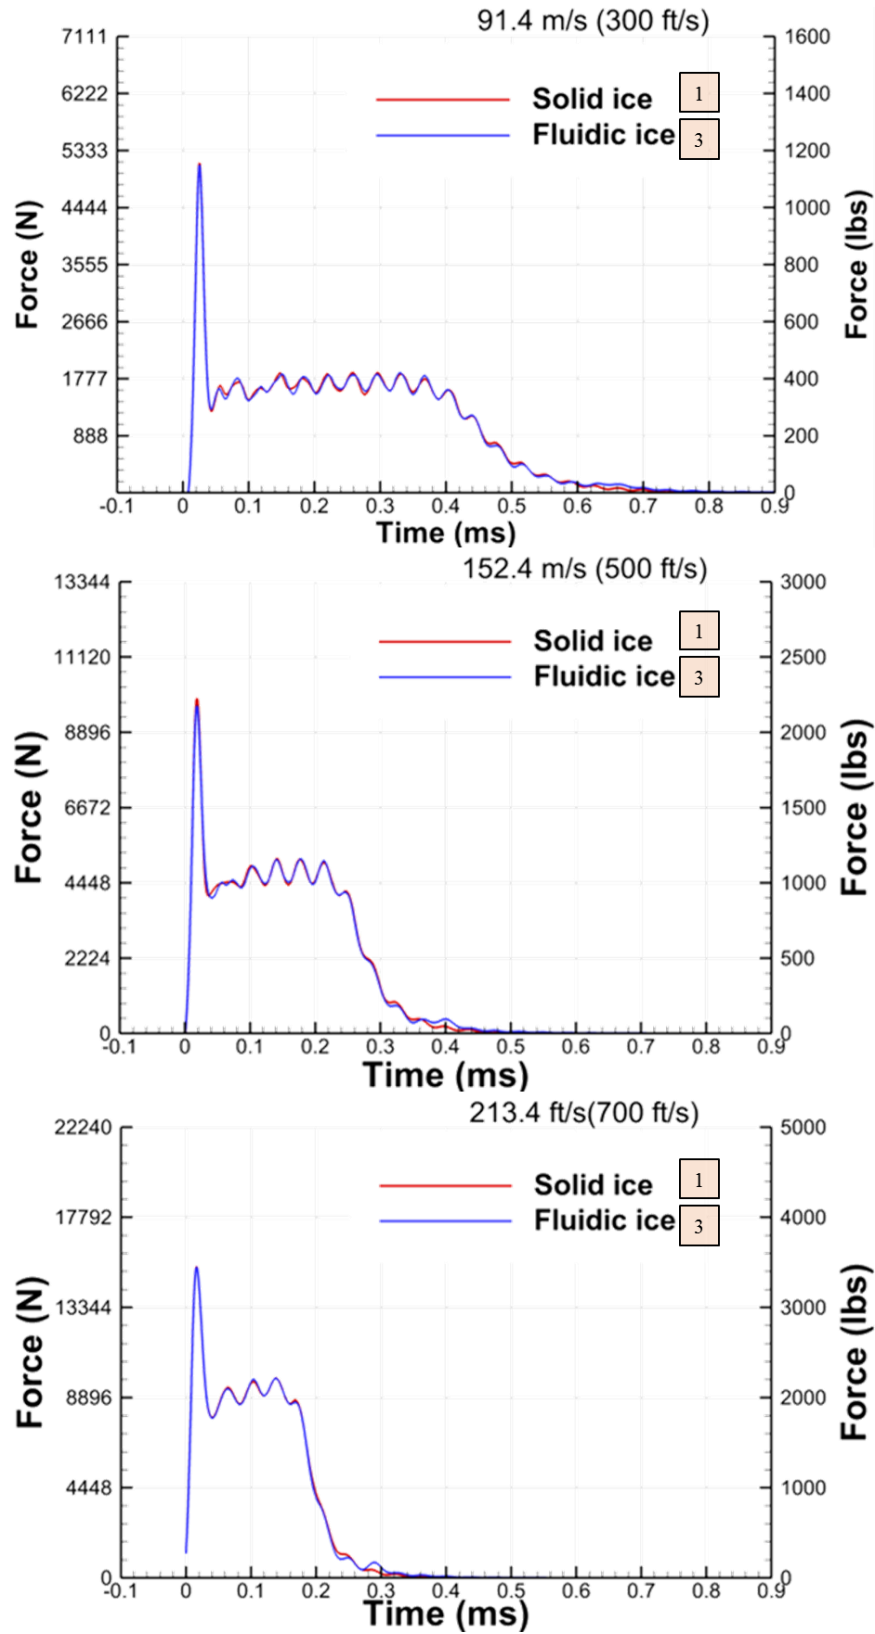 91.4 m/s (300 ft/s)
7111
1600
6222
Solid ice
1
1400
5333
Fluidic ice
3
1200
4444
1000
3555
800
2666
600
1777
400
888
200
0
Force (N)
Force (lbs)
-0.1 0 0.1 0.2 0.3 0.4 0.5 0.6 0.7 0.8 0.9
Time (ms)
152.4 m/s (500 ft/s)
13344
3000
Solid ice
1
11120
2500
Fluidic ice
3
8896
2000
6672
1500
4448
1000
2224
500
0
0
Force (N)
Force (lbs)
-0.1 0 0.1 0.2 0.3 0.4 0.5 0.6 0.7 0.8 0.9
Time (ms)
213.4 ft/s(700 ft/s)
22240
5000
Solid ice
1
17792
4000
Fluidic ice
3
13344
3000
8896
2000
4448
1000
0
0
Force (N)
Force (lbs)
-0.1 0 0.1 0.2 0.3 0.4 0.5 0.6 0.7 0.8 0.9
Time (ms)